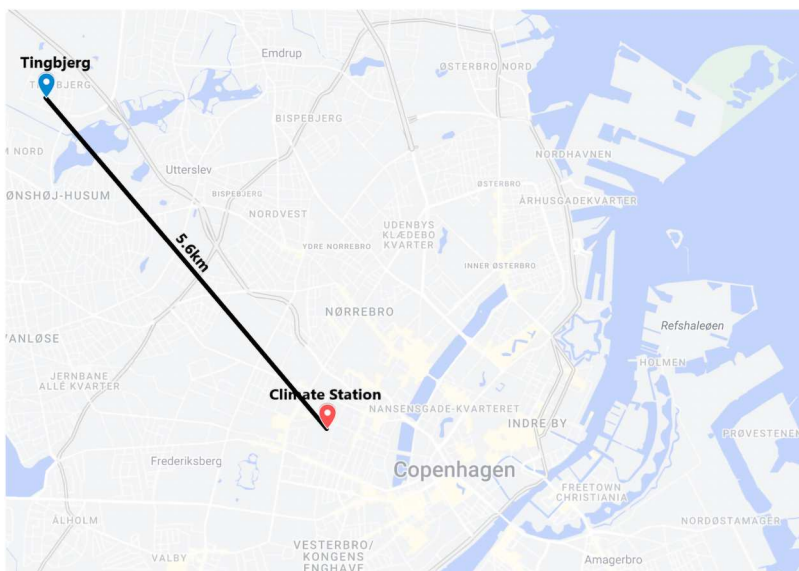 Emdrup
Tingbjerg
ØSTERBRO NORD
BISPEBJERG
NORDHAVNEN
Utterslev
ØNSHØJ-HUSUM
BISPEBJERG
ØSTERBRO
ÅRHUSGADEKVARTER
NORDVEST
UDENBYS
KLÆDEBO
KVARTER
YDRE NØRREBRO
5.6km
INNER ØSTERBRO
NØRREBRO
Refshaleøen
VANLØSE
HOLMEN
JERNBANE
ALLÉ KVARTER
Climate Station
NANSENSGADE-KVARTERET
INDRE BY
PRØVESTENEN
Frederiksberg
Copenhagen
FREETOWN
CHRISTIANIA
ÅLHOLM
NORDØSTAMAGER
VESTERBRO/
KONGENS
ENGHAVE
VALBY
Amagerbro